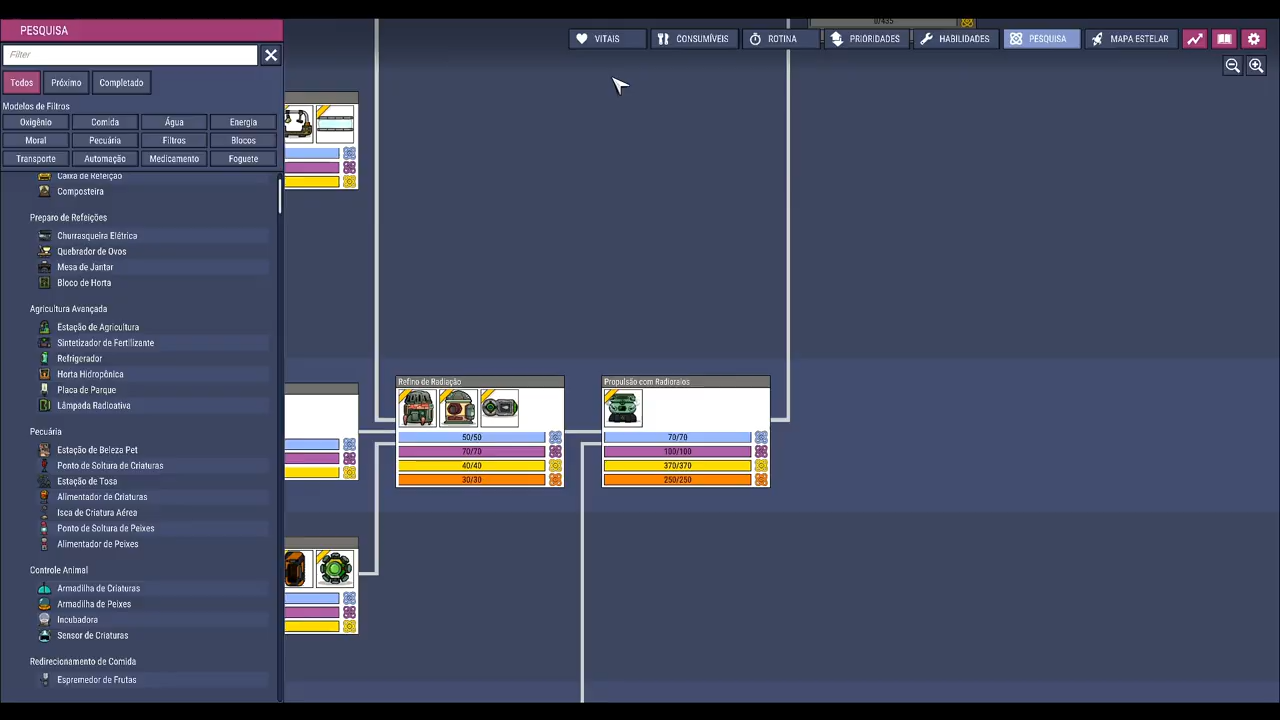 PESQUISA
Filter
Todos
Próximo
Completado
Modelos de Filtros
Oxigênio
Comida
Água
Energia
Moral
Pecuária
Filtros
Blocos
Transporte
Automação
Medicamento
Foguete
Caixa de Refeição
Composteira
Preparo de Refeições
Churrasqueira Elétrica
Quebrador de Ovos
Mesa de Jantar
Bloco de Horta
Agricultura Avançada
Estação de Agricultura
Sintetizador de Fertilizante
Refrigerador
Horta Hidropônica
Placa de Parque
Lâmpada Radioativa
Pecuária
Estação de Beleza Pet
Ponto de Soltura de Criaturas
Estação de Tosa
Alimentador de Criaturas
Isca de Criatura Aérea
Ponto de Soltura de Peixes
Alimentador de Peixes
Controle Animal
Armadilha de Criaturas
Armadilha de Peixes
Incubadora
Sensor de Criaturas
Redirecionamento de Comida
Espremedor de Frutas
0/435
VITAIS
CONSUMÍVEIS
ROTINA
PRIORIDADES
HABILIDADES
PESQUISA
MAPA ESTELAR
Refino de Radiação
50/50
70/70
40/40
30/30
Propulsão com Radioraios
70/70
100/100
370/370
250/250